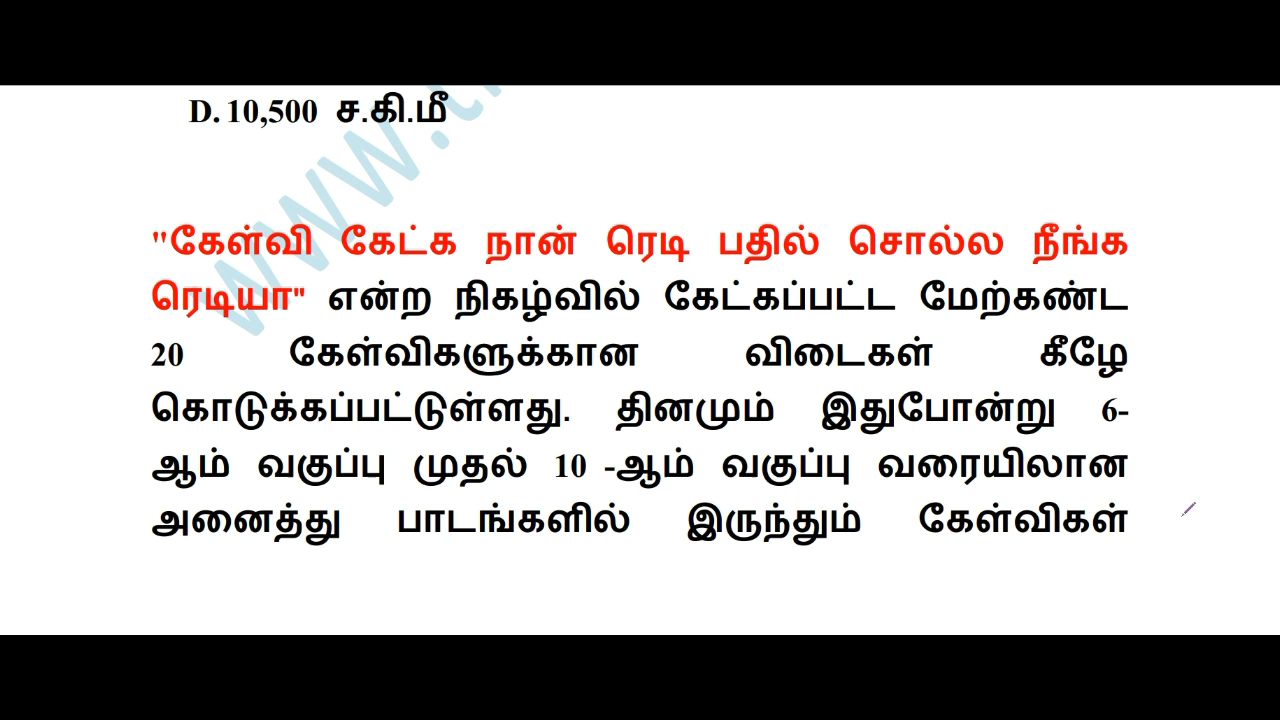 D. 10,500 ச.கி.மீ
"கேள்வி கேட்க நான் ரெடி பதில் சொல்ல நீங்க
ரெடியா" என்ற நிகழ்வில் கேட்கப்பட்ட மேற்கண்ட
20 கேள்விகளுக்கான விடைகள் கீழே
கொடுக்கப்பட்டுள்ளது. தினமும் இதுபோன்று 6-
ஆம் வகுப்பு முதல் 10 -ஆம் வகுப்பு வரையிலான
அனைத்து பாடங்களில் இருந்தும் கேள்விகள்